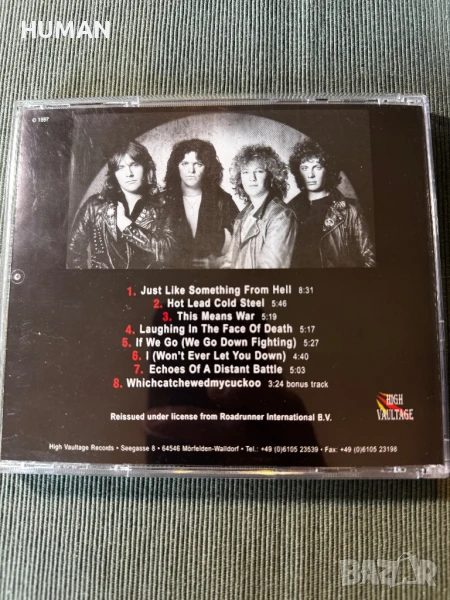 HUMAN
© 1997
1. Just Like Something From Hell 8:31
2. Hot Lead Cold Steel 5:46
3. This Means War 5:19
4. Laughing In The Face Of Death 5:17
5. If We Go (We Go Down Fighting) 5:27
6. I (Won't Ever Let You Down) 4:40
7. Echoes Of A Distant Battle 5:03
8. Whichcatchewedmycuckoo 3:24 bonus track
HIGH
VAULTAGE
Reissued under license from Roadrunner International B.V.
High Vaultage Records • Seegasse 8 • 64546 Mörfelden-Walldorf • Tel.: +49 (0)6105 23539 • Fax: +49 (0)6105 23198
BAZAR